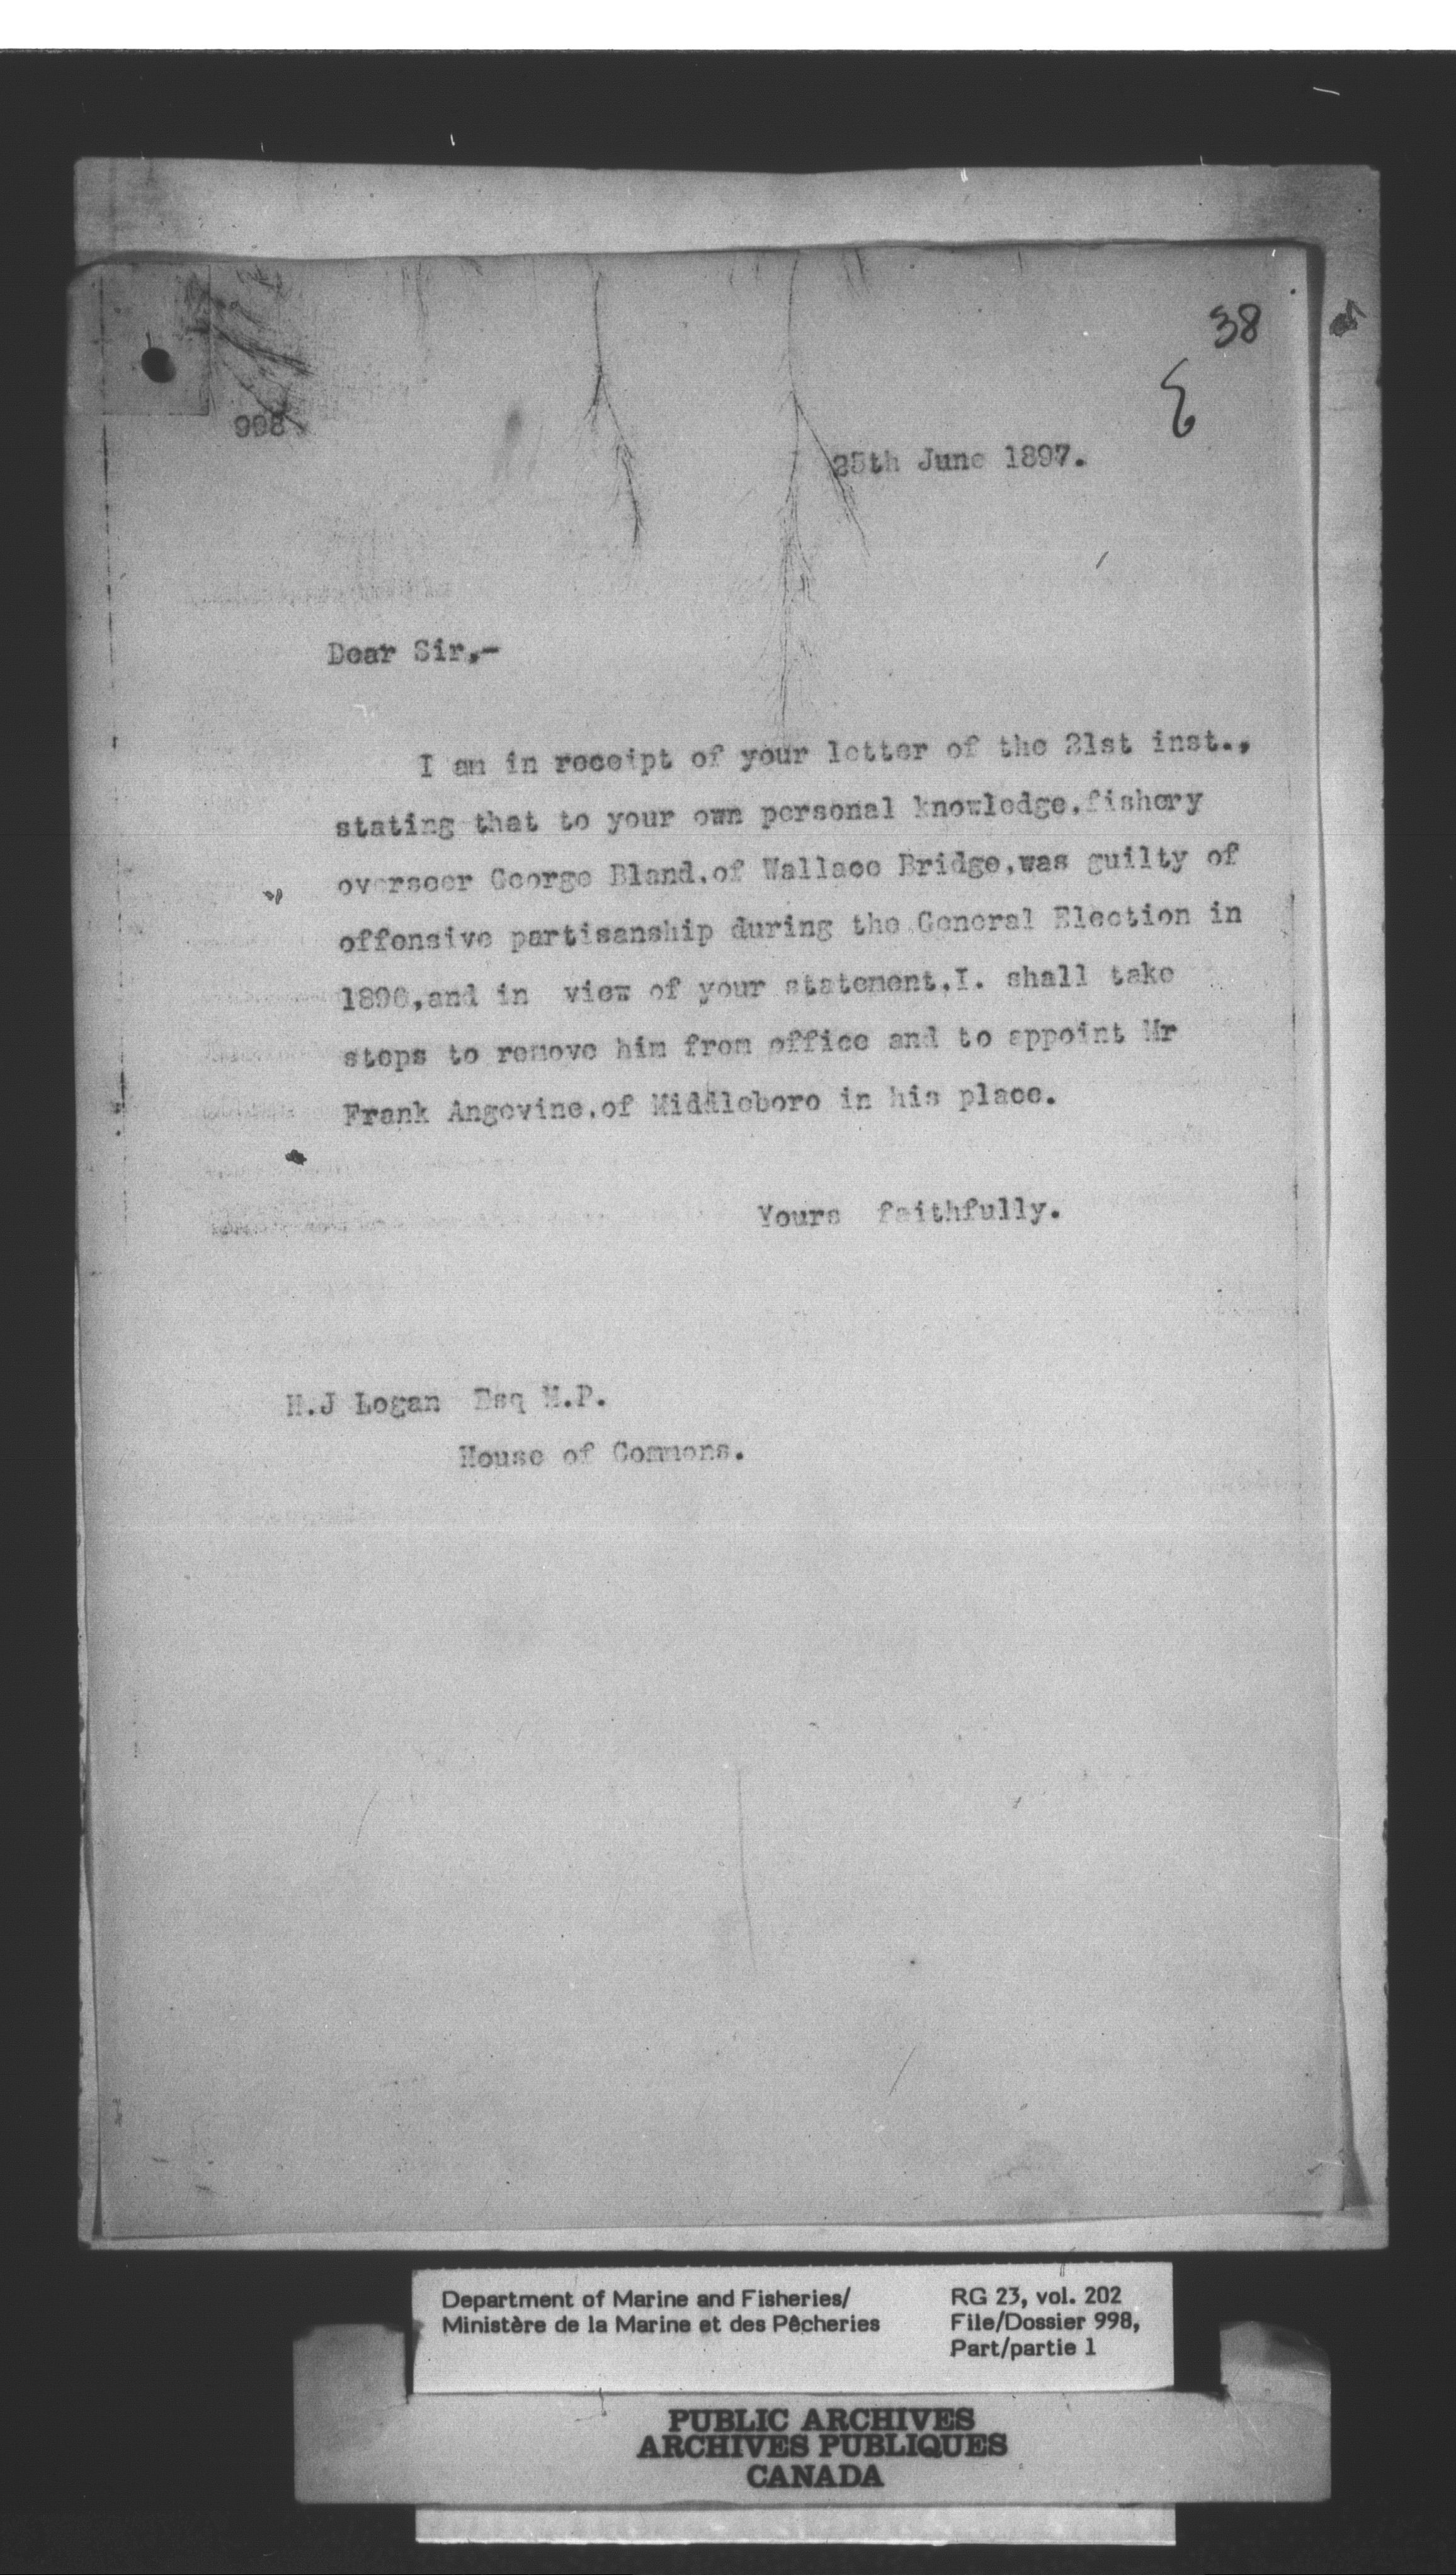 38
998
25th June 1897.
Dear Sir,-
I am in receipt of your letter of the 21st inst.,
stating that to your own personal knowledge,fishery
overseer George Bland,of Wallace Bridge,was guilty of
offensive partisanship during the General Election in
1896,and in view of your statement,I. shall take
steps to remove him from office and to appoint Mr
Frank Angevine,of Middleboro in his place.
Yours faithfully.
H.J Logan Esq M.P.
House of Commons.
Department of Marine and Fisheries/
Ministère de la Marine et des Pêcheries
RG 23, vol. 202
File/Dossier 998,
Part/partie 1
PUBLIC ARCHIVES
ARCHIVES PUBLIQUES
CANADA